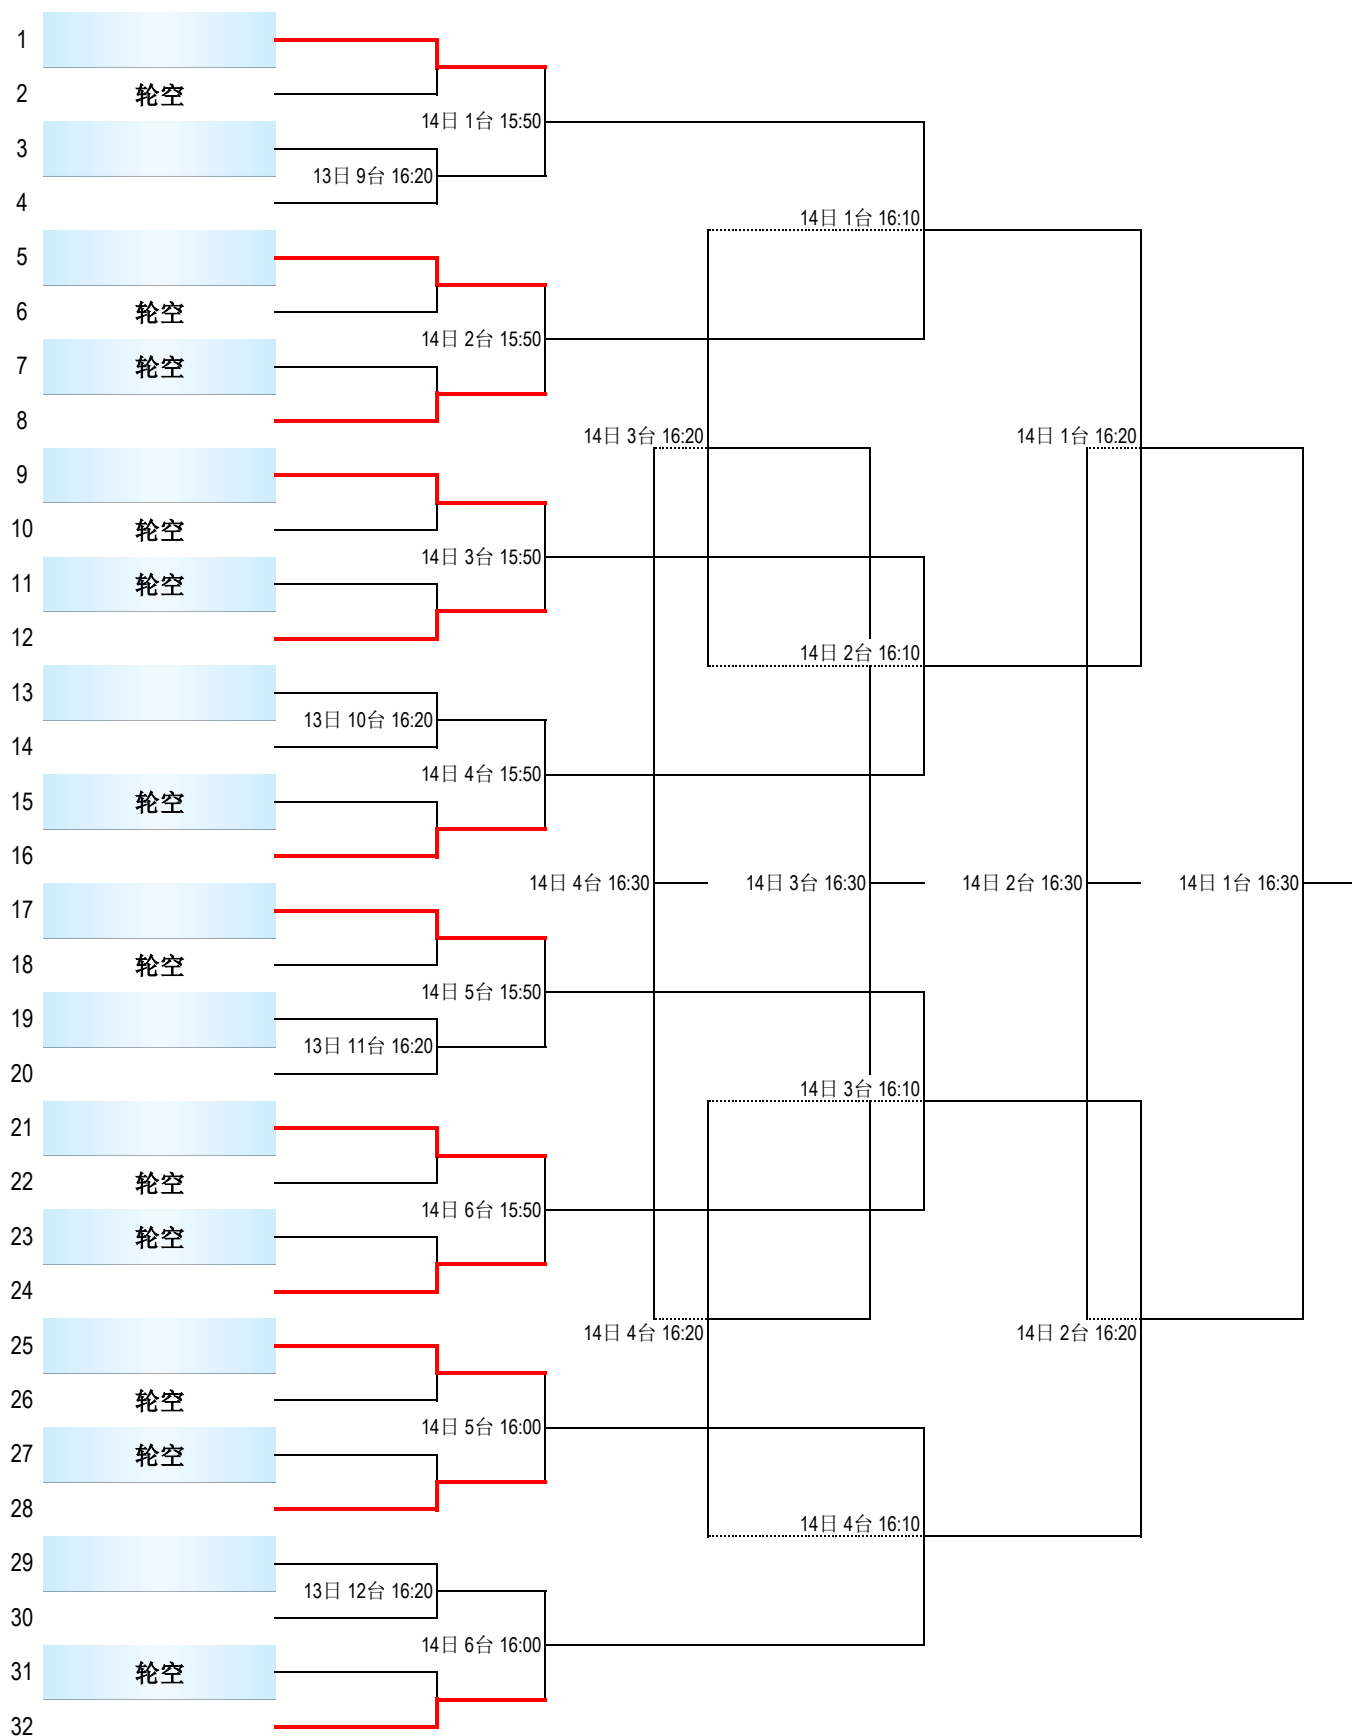 1
2 轮空
14日 1台 15:50
3
13日 9台 16:20
4
14日 1台 16:10
5
6 轮空
14日 2台 15:50
7 轮空
8
14日 3台 16:20 14日 1台 16:20
9
10 轮空
14日 3台 15:50
11 轮空
12
14日 2台 16:10
13
13日 10台 16:20
14
14日 4台 15:50
15 轮空
16
14日 4台 16:30 14日 3台 16:30 14日 2台 16:30 14日 1台 16:30
17
18 轮空
14日 5台 15:50
19
13日 11台 16:20
20
14日 3台 16:10
21
22 轮空
14日 6台 15:50
23 轮空
24
14日 4台 16:20 14日 2台 16:20
25
26 轮空
14日 5台 16:00
27 轮空
28
14日 4台 16:10
29
13日 12台 16:20
30
14日 6台 16:00
31 轮空
32